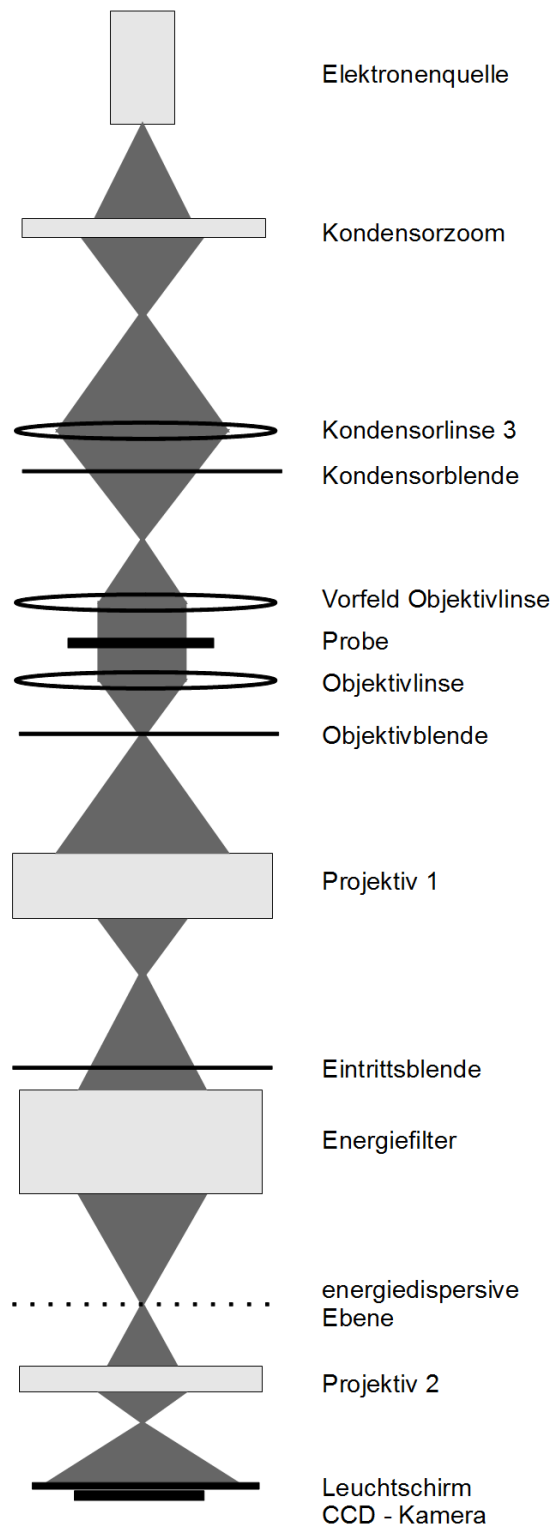 Elektronenquelle
Kondensorzoom
Kondensorlinse 3
Kondensorblende
Vorfeld Objektivlinse
Probe
Objektivlinse
Objektivblende
Projektiv 1
Eintrittsblende
Energiefilter
energiedispersive
Ebene
Projektiv 2
Leuchtschirm
CCD - Kamera